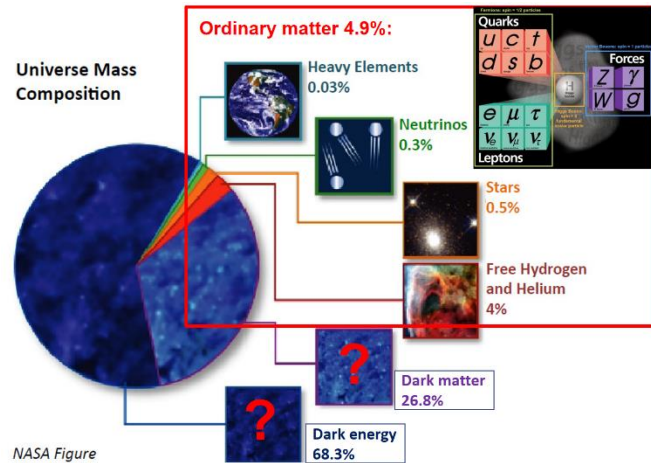 Ordinary matter 4.9%:
Universe Mass
Composition
Heavy Elements
0.03%
Neutrinos
0.3%
Stars
0.5%
Free Hydrogen
and Helium
4%
?
Dark matter
26.8%
?
Dark energy
68.3%
NASA Figure
Quarks
u c t
d s b
Forces
Z γ
W g
H
e μ τ
νe νμ ντ
Leptons